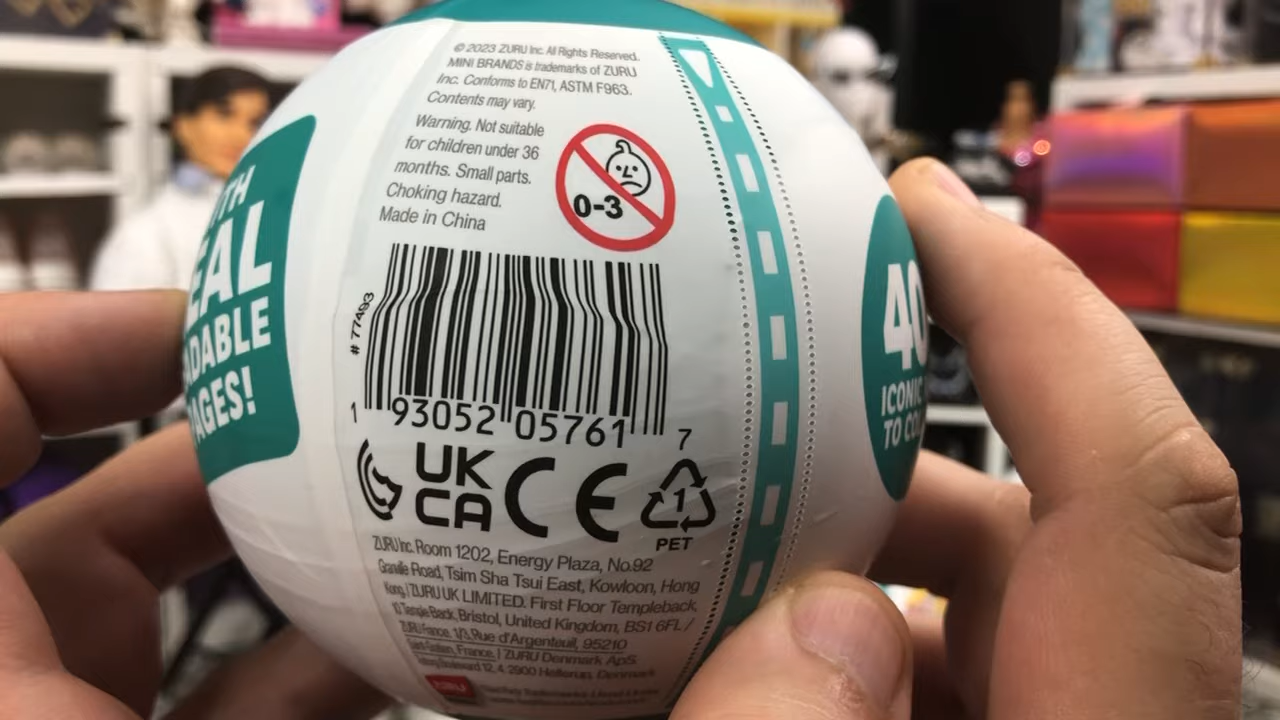 © 2023 ZURU Inc. All Rights Reserved.
MINI BRANDS is trademarks of ZURU
Inc. Conforms to EN71, ASTM F963.
Contents may vary.
Warning. Not suitable
for children under 36
months. Small parts.
Choking hazard.
Made in China
0-3
# 77493
1 93052 05761 7
UK
CA
CE
1
PET
ZURU Inc. Room 1202, Energy Plaza, No.92
Granville Road, Tsim Sha Tsui East, Kowloon, Hong
Kong. / ZURU UK LIMITED. First Floor Templeback,
10 Temple Back, Bristol, United Kingdom, BS1 6FL /
ZURU France, 1/3, Rue d'Argenteuil, 95210
Saint-Gratien, France. / ZURU Denmark ApS
12, 4. 2900 Hellerup, Denmark
EAL
ADABLE
AGES!
40
ICONIC
TO